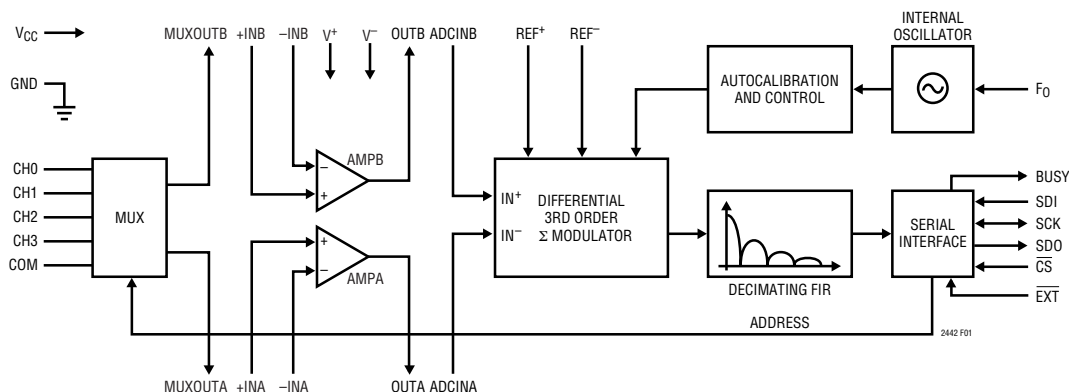 INTERNAL
OSCILLATOR
VCC
MUXOUTB +INB –INB V+ V– OUTB ADCINB REF+ REF–
GND
AUTOCALIBRATION
AND CONTROL
FO
CH0
CH1
CH2
CH3
COM
MUX
AMPB
–
+
+
–
AMPA
IN+
IN–
DIFFERENTIAL
3RD ORDER
Σ MODULATOR
DECIMATING FIR
SERIAL
INTERFACE
BUSY
SDI
SCK
SDO
CS
EXT
ADDRESS
2442 F01
MUXOUTA +INA –INA OUTA ADCINA